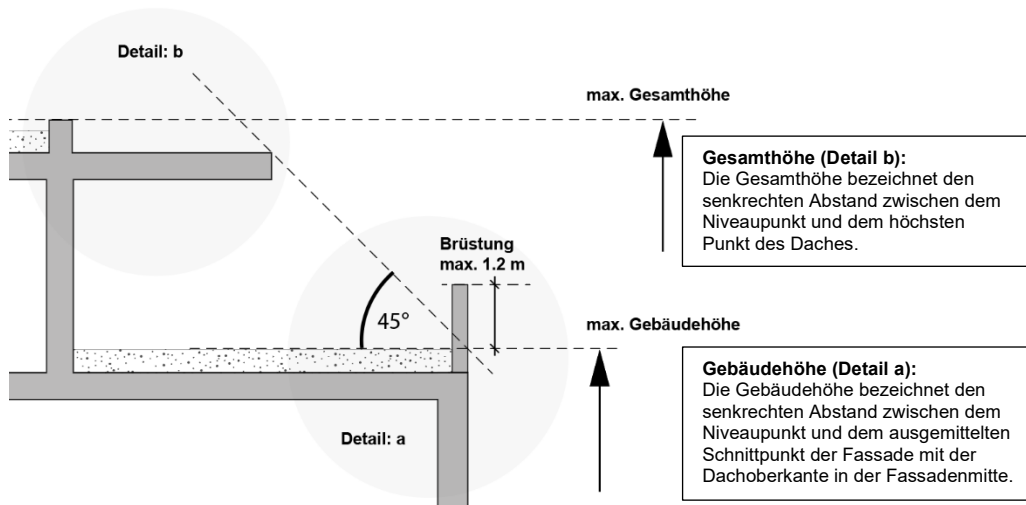 Detail: b
max. Gesamthöhe
Gesamthöhe (Detail b):
Die Gesamthöhe bezeichnet den
senkrechten Abstand zwischen dem
Niveaupunkt und dem höchsten
Punkt des Daches.
Brüstung
max. 1.2 m
45°
max. Gebäudehöhe
Gebäudehöhe (Detail a):
Die Gebäudehöhe bezeichnet den
senkrechten Abstand zwischen dem
Niveaupunkt und dem ausgemittelten
Schnittpunkt der Fassade mit der
Dachoberkante in der Fassadenmitte.
Detail: a